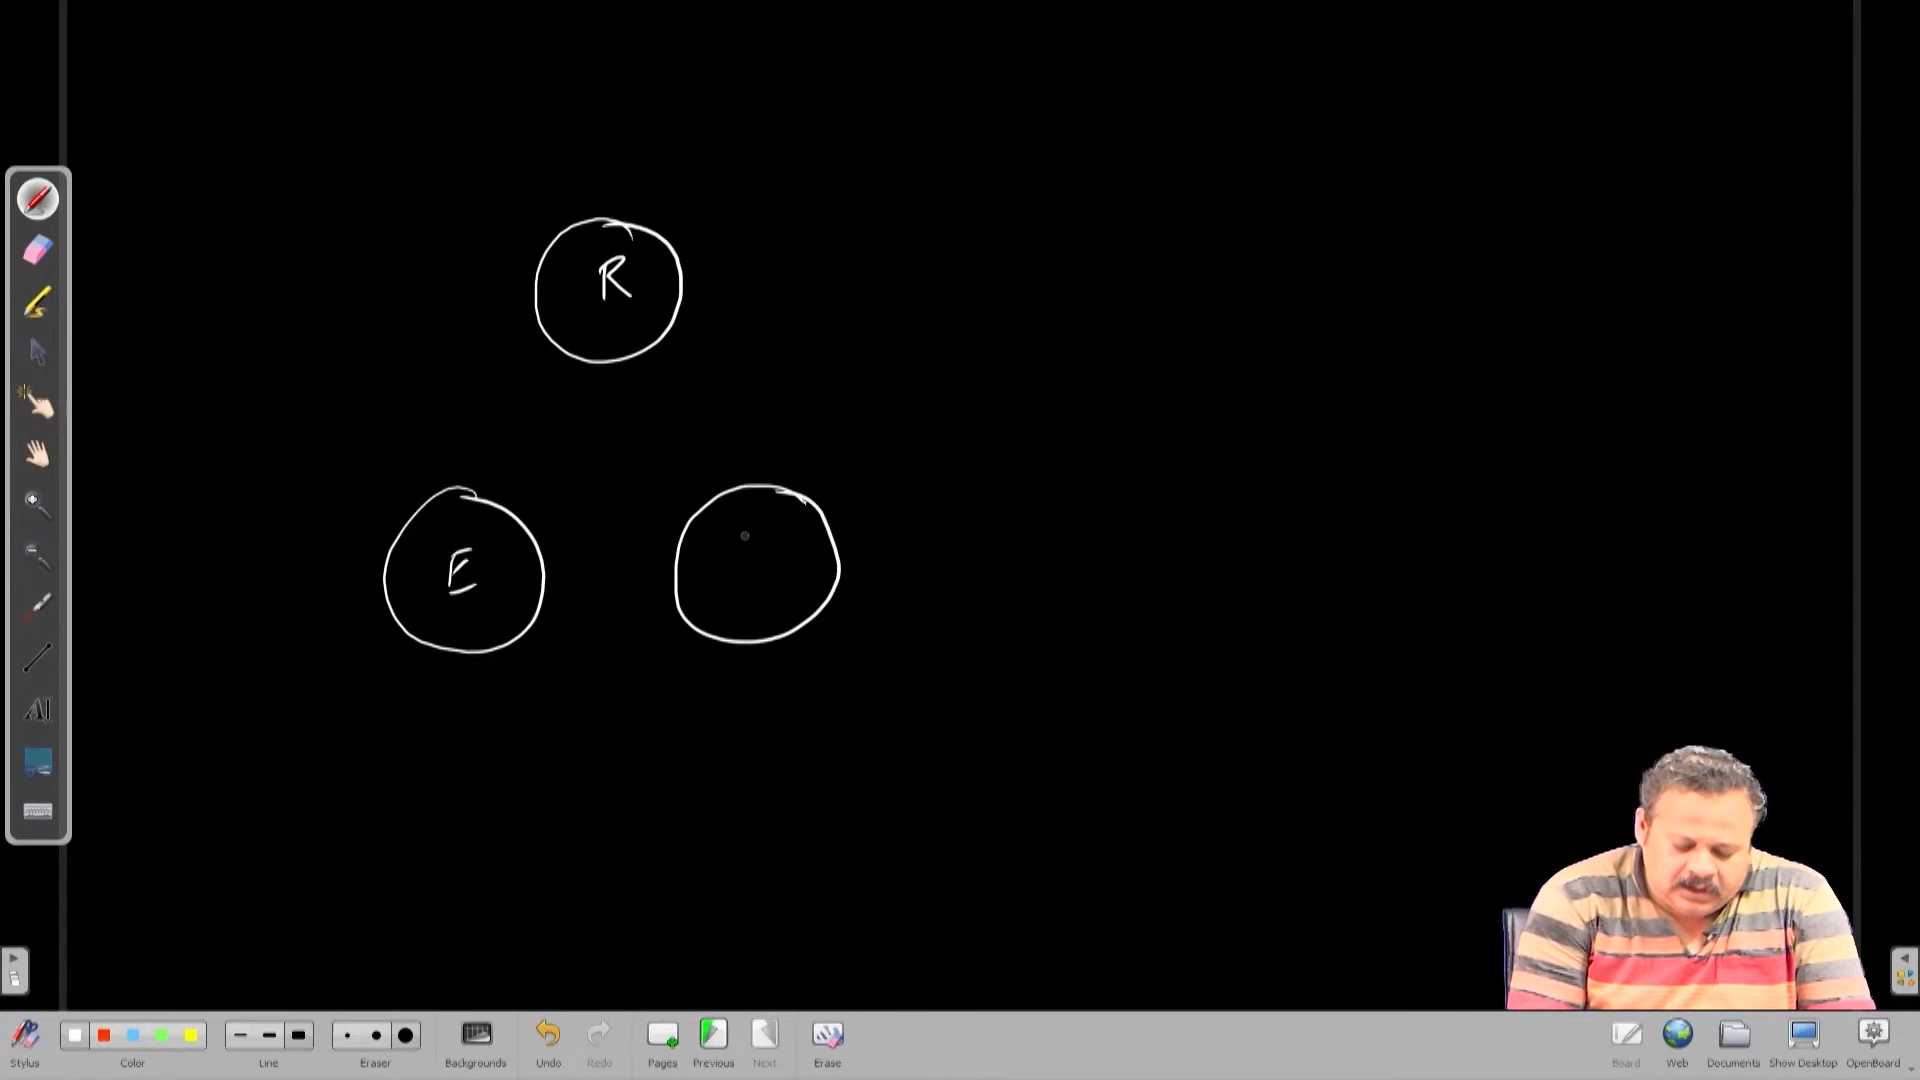 R
E
Stylus
Color
Line
Eraser
Backgrounds
Undo
Redo
Pages
Previous
Next
Erase
Board
Web
Documents
Show Desktop
OpenBoard